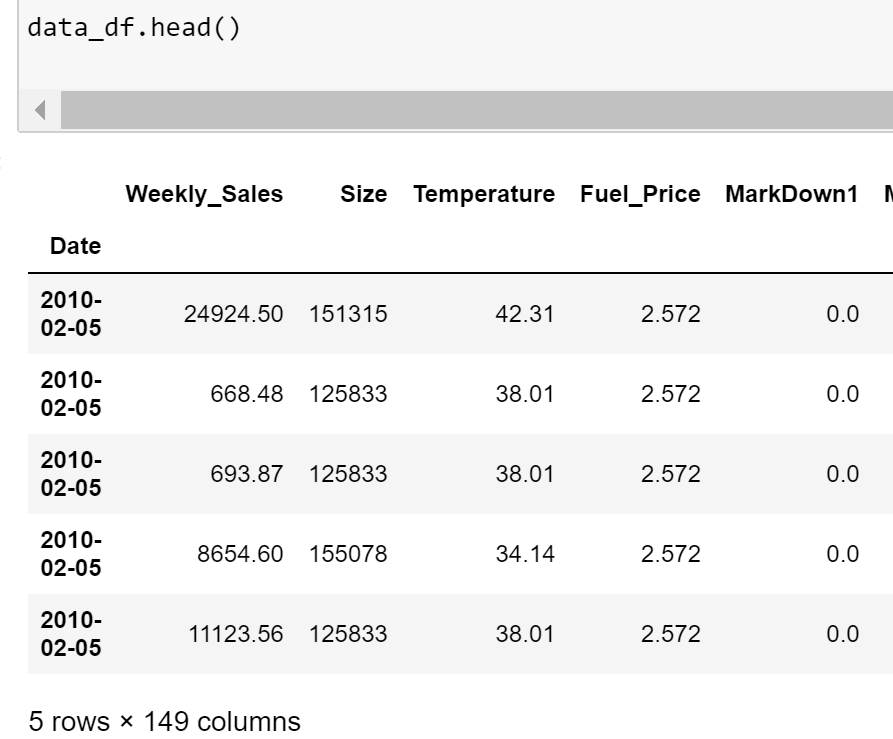 data_df.head()
Weekly_Sales Size Temperature Fuel_Price MarkDown1
Date
2010-
02-05 24924.50 151315 42.31 2.572 0.0
2010-
02-05 668.48 125833 38.01 2.572 0.0
2010-
02-05 693.87 125833 38.01 2.572 0.0
2010-
02-05 8654.60 155078 34.14 2.572 0.0
2010-
02-05 11123.56 125833 38.01 2.572 0.0
5 rows × 149 columns